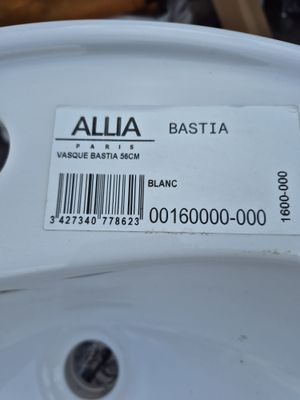 ALLIA BASTIA
PARIS
VASQUE BASTIA 56CM
BLANC
3 427340 778623
00160000-000
1600-000